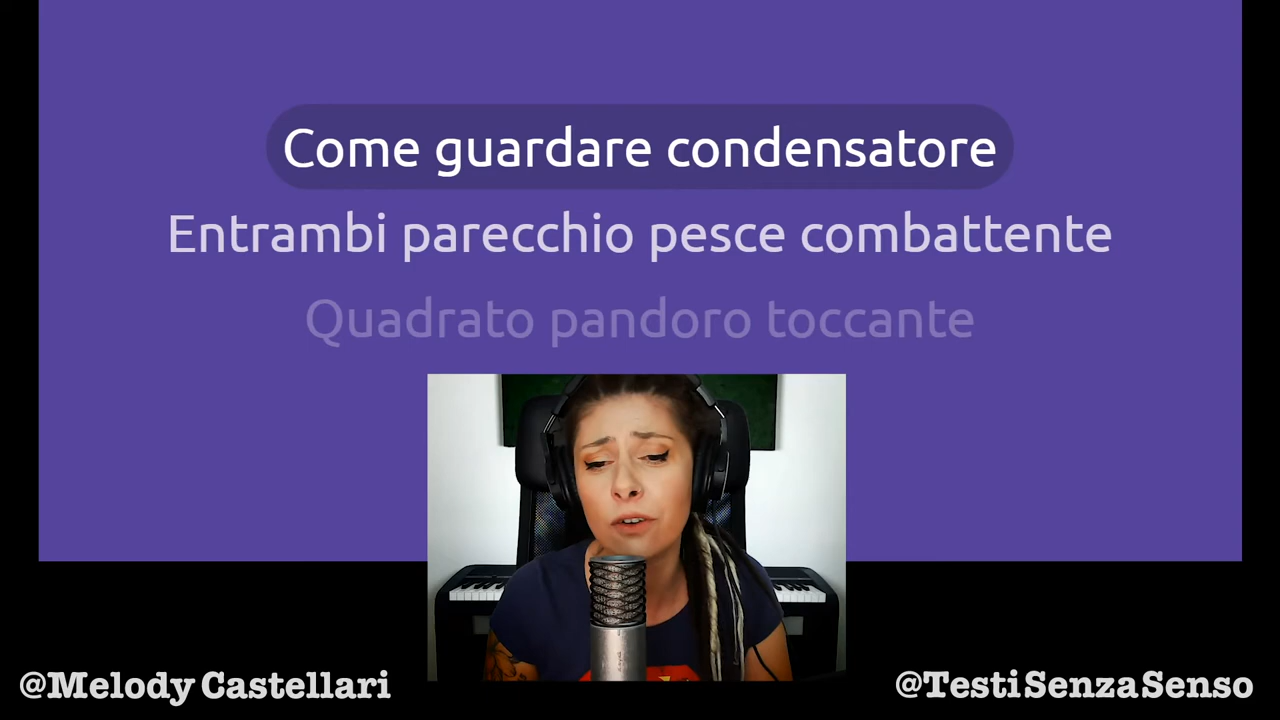 Come guardare condensatore
Entrambi parecchio pesce combattente
Quadrato pandoro toccante
@Melody Castellari
@TestiSenzaSenso